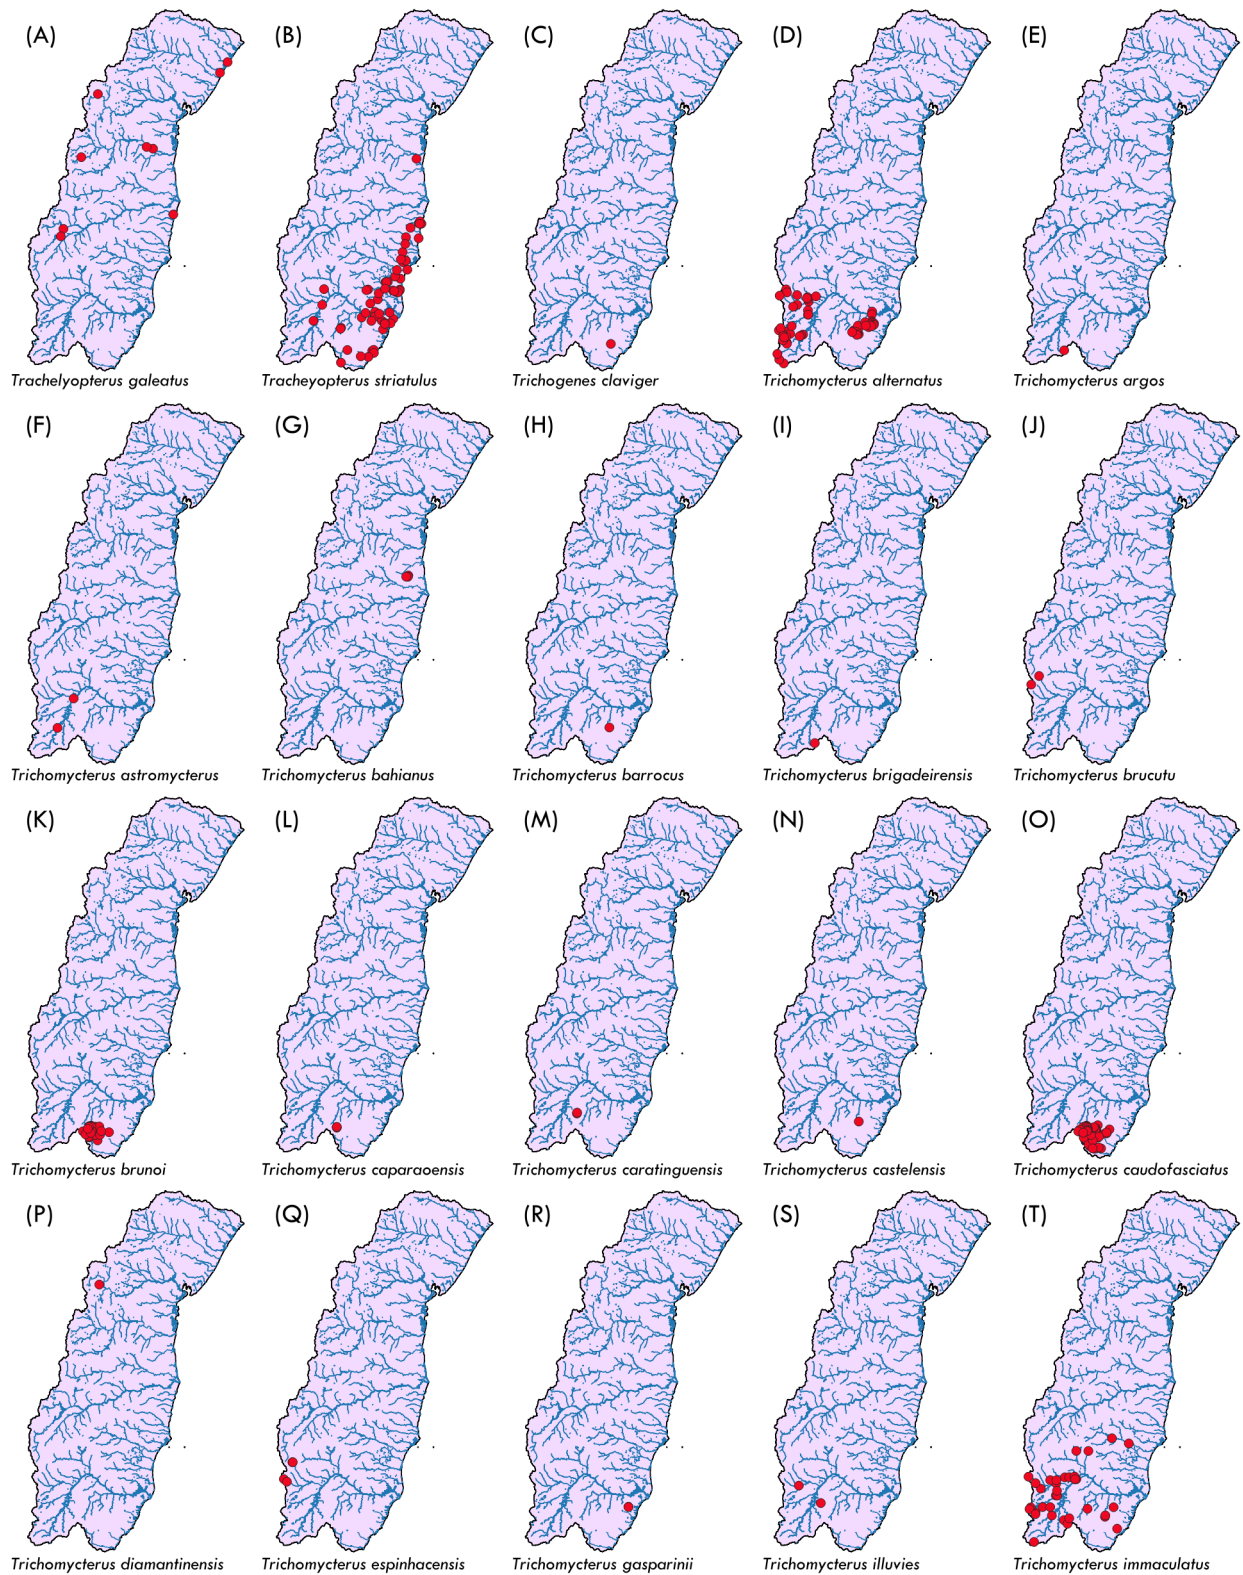 (A) (B) (C) (D) (E)
Trachelyopterus galeatus Tracheyopterus striatulus Trichogenes claviger Trichomycterus alternatus Trichomycterus argos
(F) (G) (H) (I) (J)
Trichomycterus astromycterus Trichomycterus bahianus Trichomycterus barrocus Trichomycterus brigadeirensis Trichomycterus brucutu
(K) (L) (M) (N) (O)
Trichomycterus brunoi Trichomycterus caparaoensis Trichomycterus caratinguensis Trichomycterus castelensis Trichomycterus caudofasciatus
(P) (Q) (R) (S) (T)
Trichomycterus diamantinensis Trichomycterus espinhacensis Trichomycterus gasparinii Trichomycterus illuvies Trichomycterus immaculatus